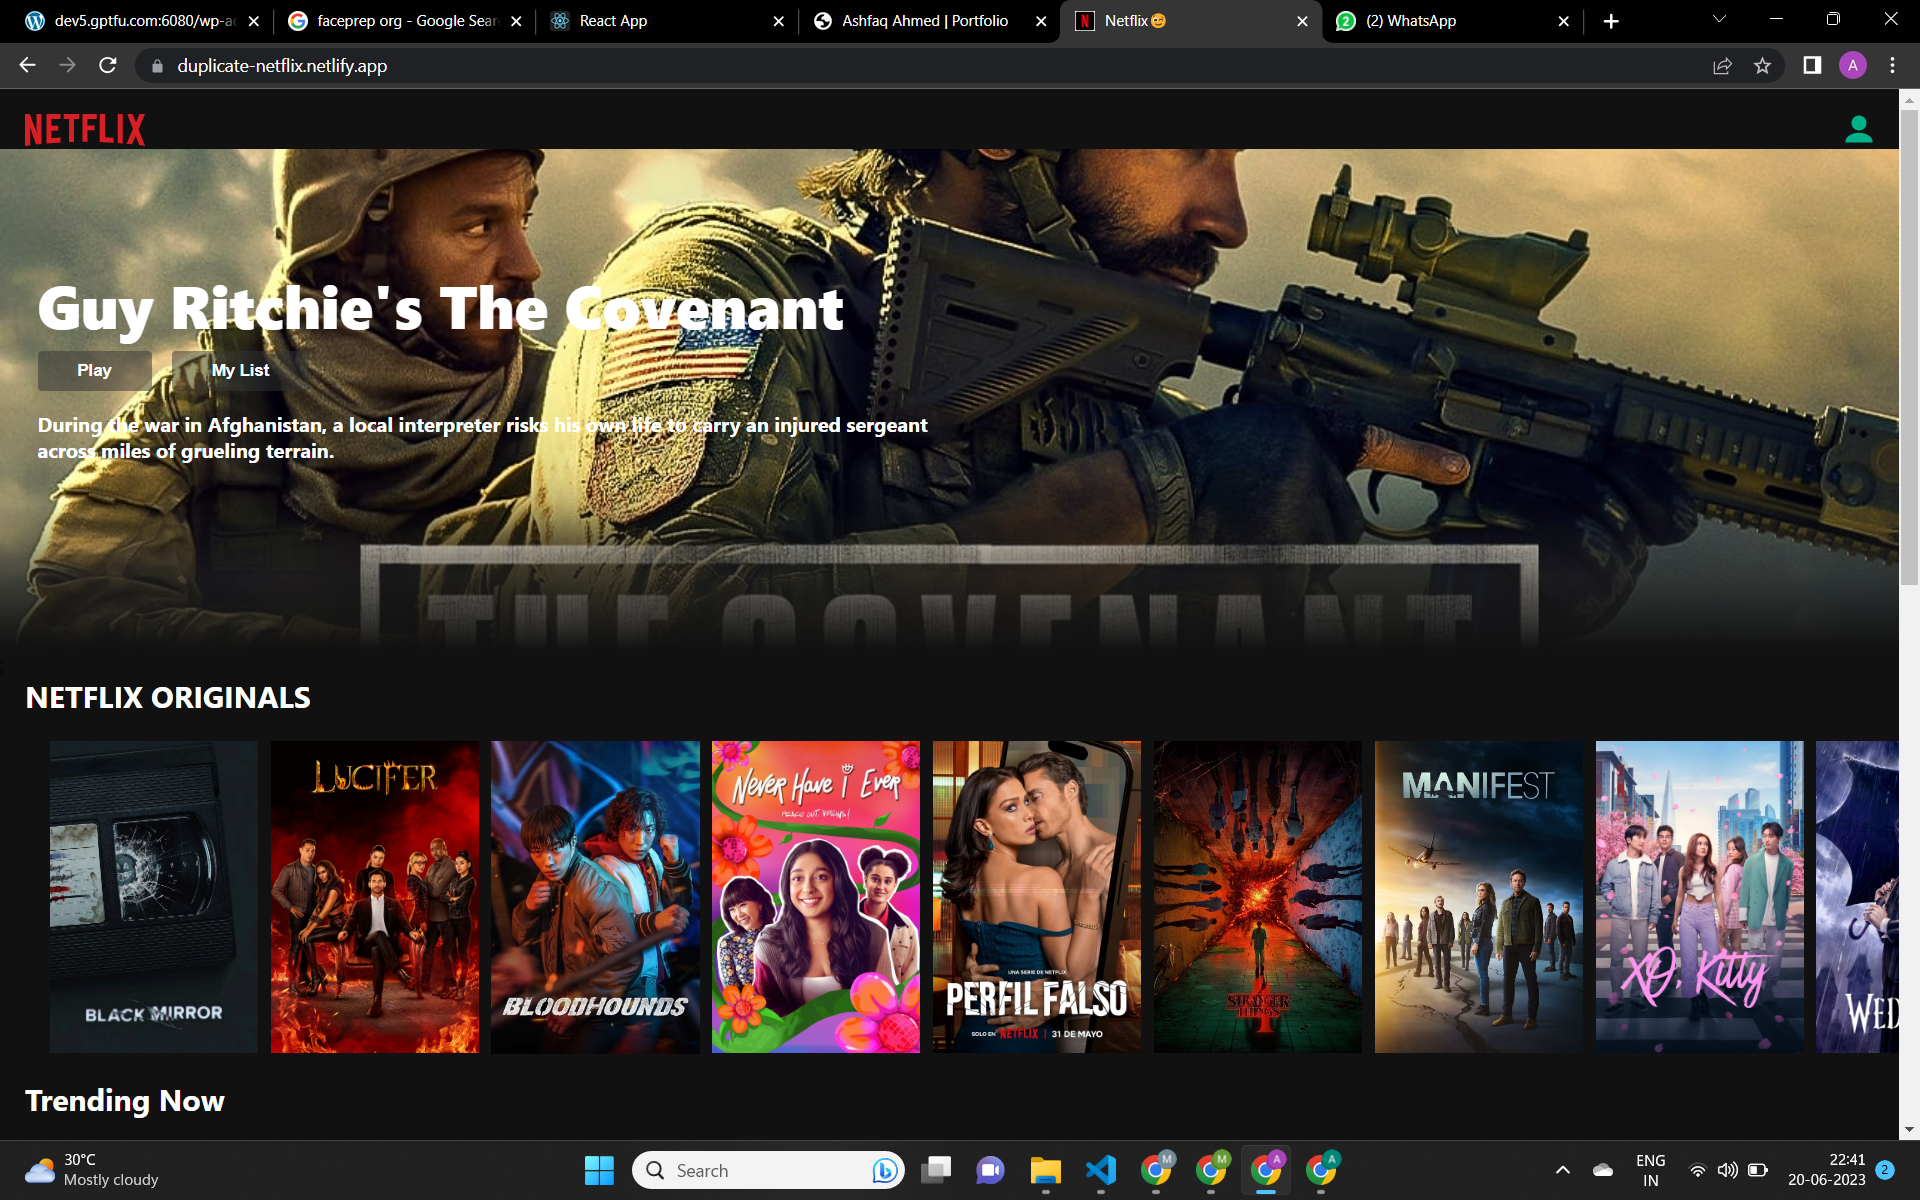 dev5.gptfu.com:6080/wp-ac
faceprep org - Google Sear
React App
Ashfaq Ahmed | Portfolio
Netflix😉
(2) WhatsApp
duplicate-netflix.netlify.app
A
NETFLIX
Guy Ritchie's The Covenant
Play
My List
During the war in Afghanistan, a local interpreter risks his own life to carry an injured sergeant
across miles of grueling terrain.
THE COVENANT
NETFLIX ORIGINALS
BLACK MIRROR
LUCIFER
BLOODHOUNDS
NEVER HAVE I EVER
PEACE OUT, VIRGINS!
UNA SERIE DE NETFLIX
PERFIL FALSO
SOLO EN NETFLIX | 31 DE MAYO
STRANGER
THINGS 4
MANIFEST
XO, Kitty
WED
Trending Now
30°C
Mostly cloudy
Search
M
M
A
A
ENG
IN
22:41
20-06-2023
2